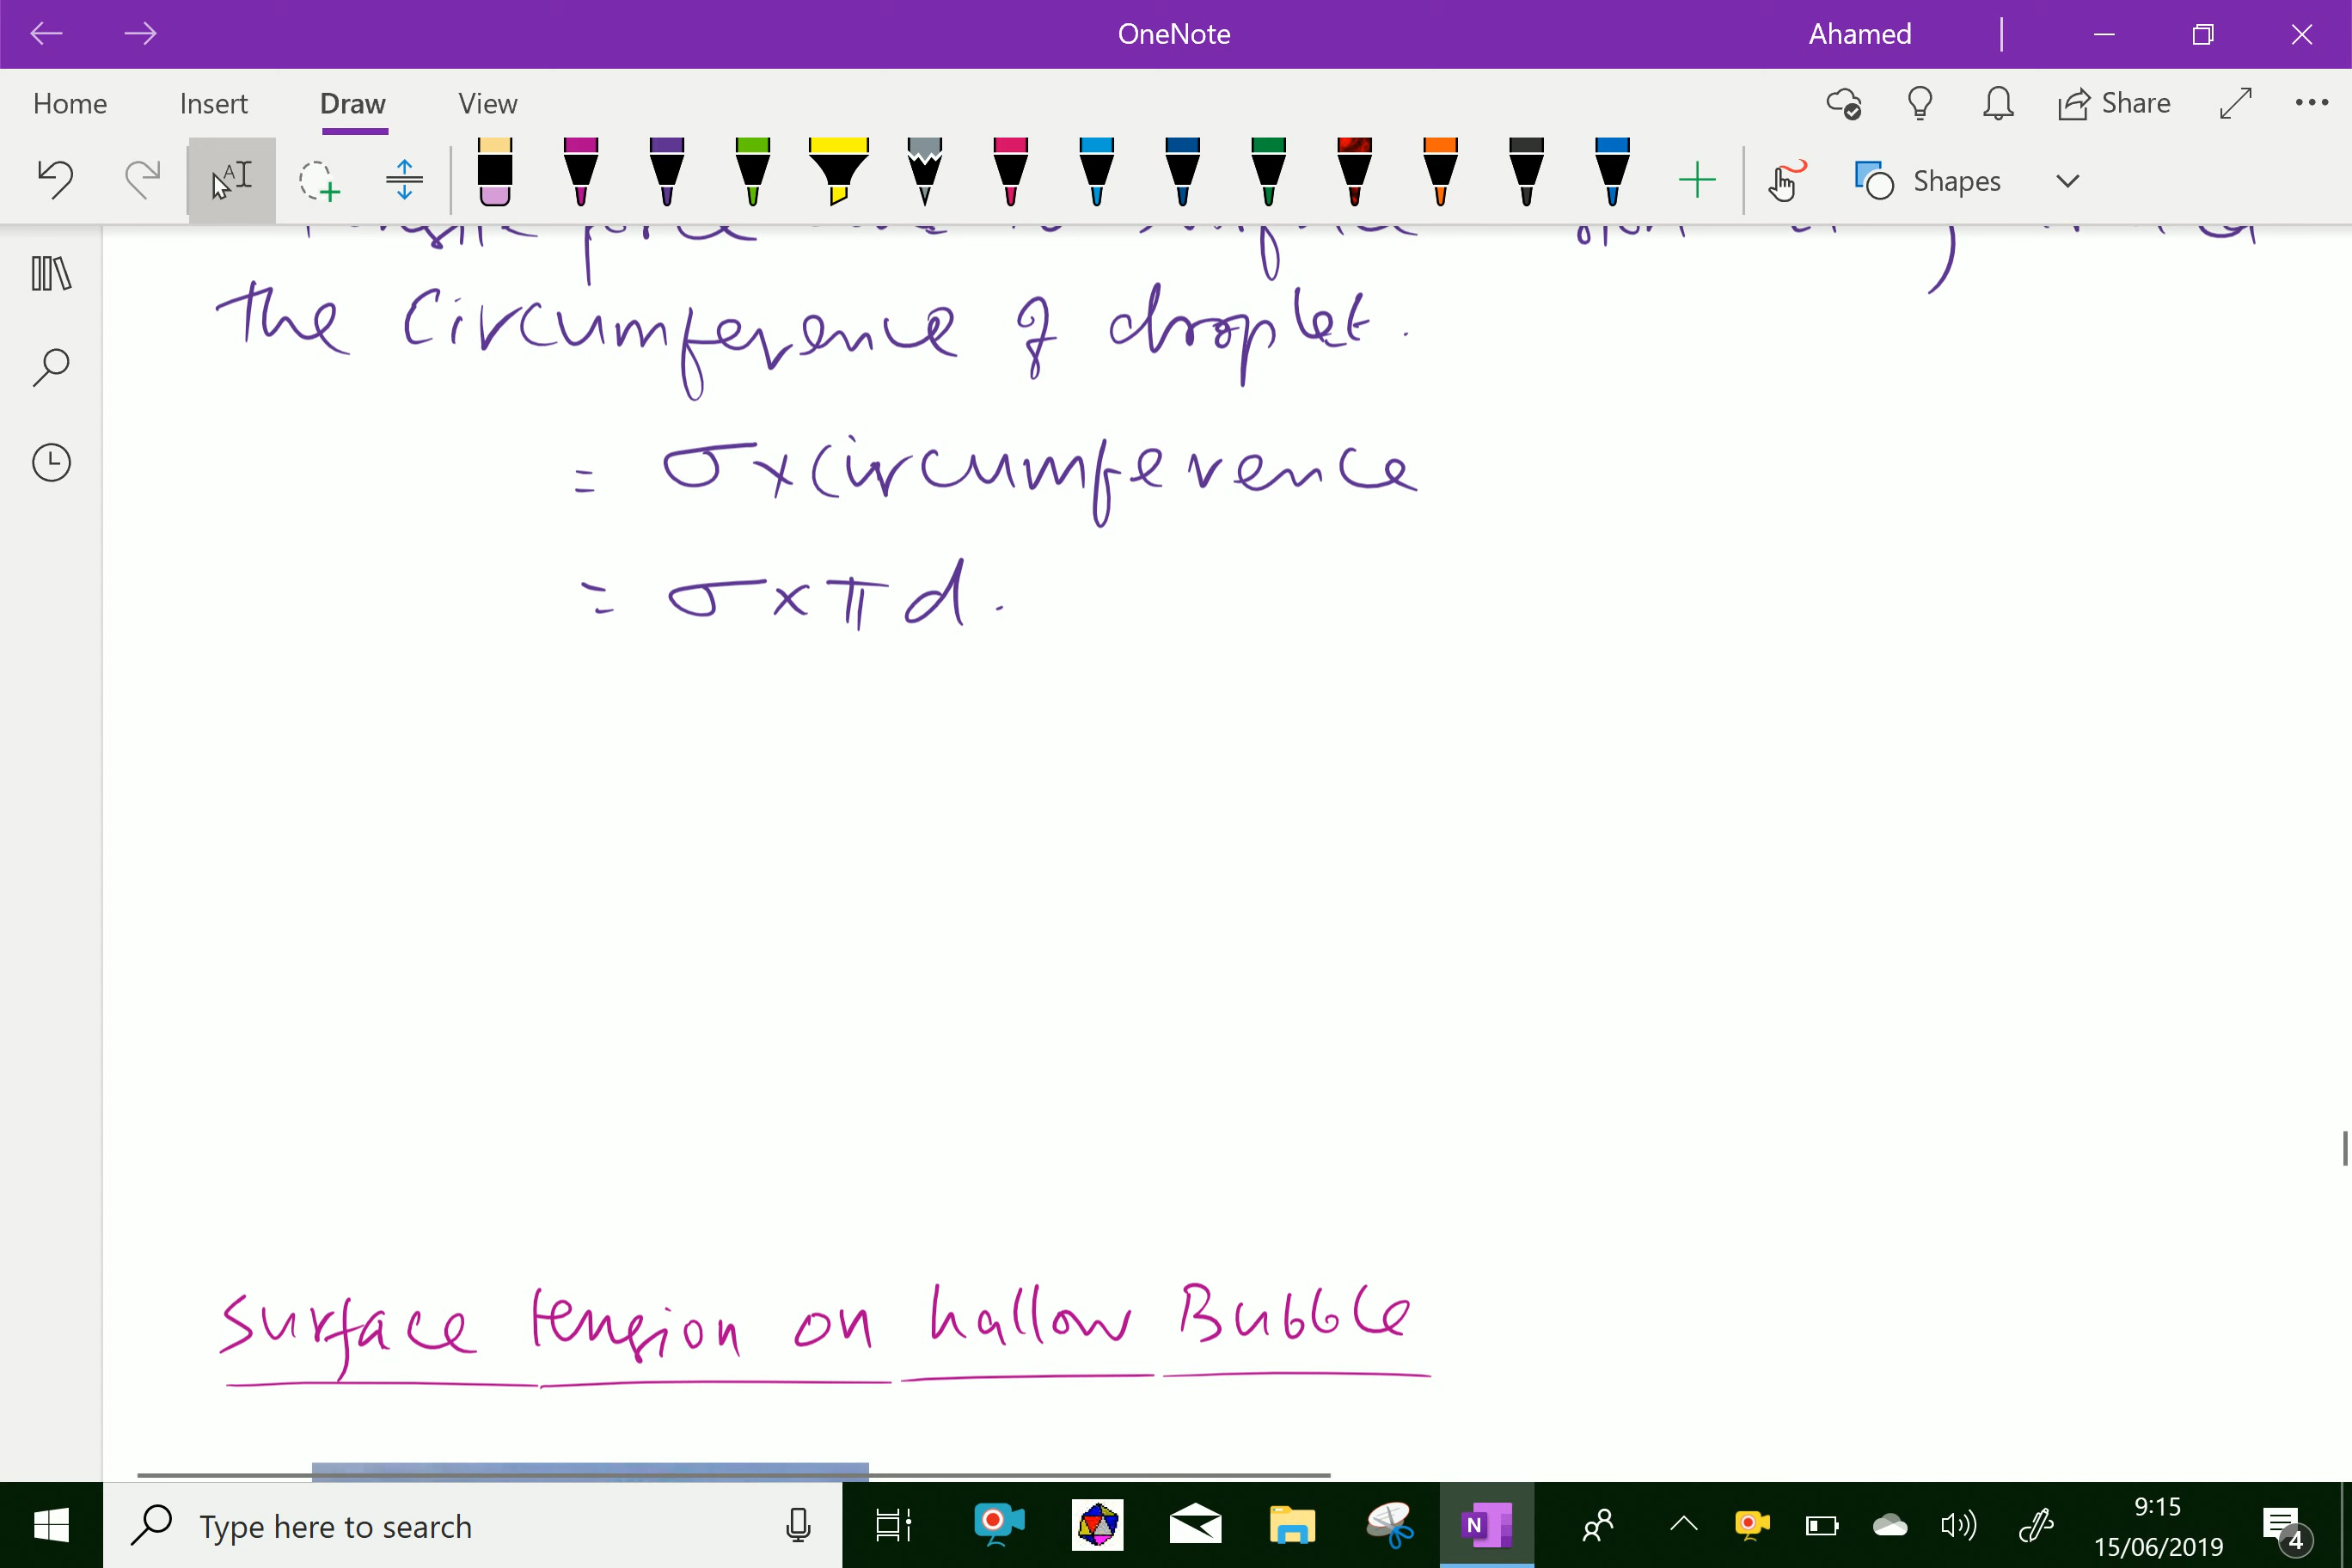 OneNote
Ahamed
Home Insert Draw View
Share
Shapes
the Circumference of droplet.
= σ x Circumference
= σ x π d.
Surface tension on hallow Bubble
Type here to search
N
9:15
15/06/2019
4